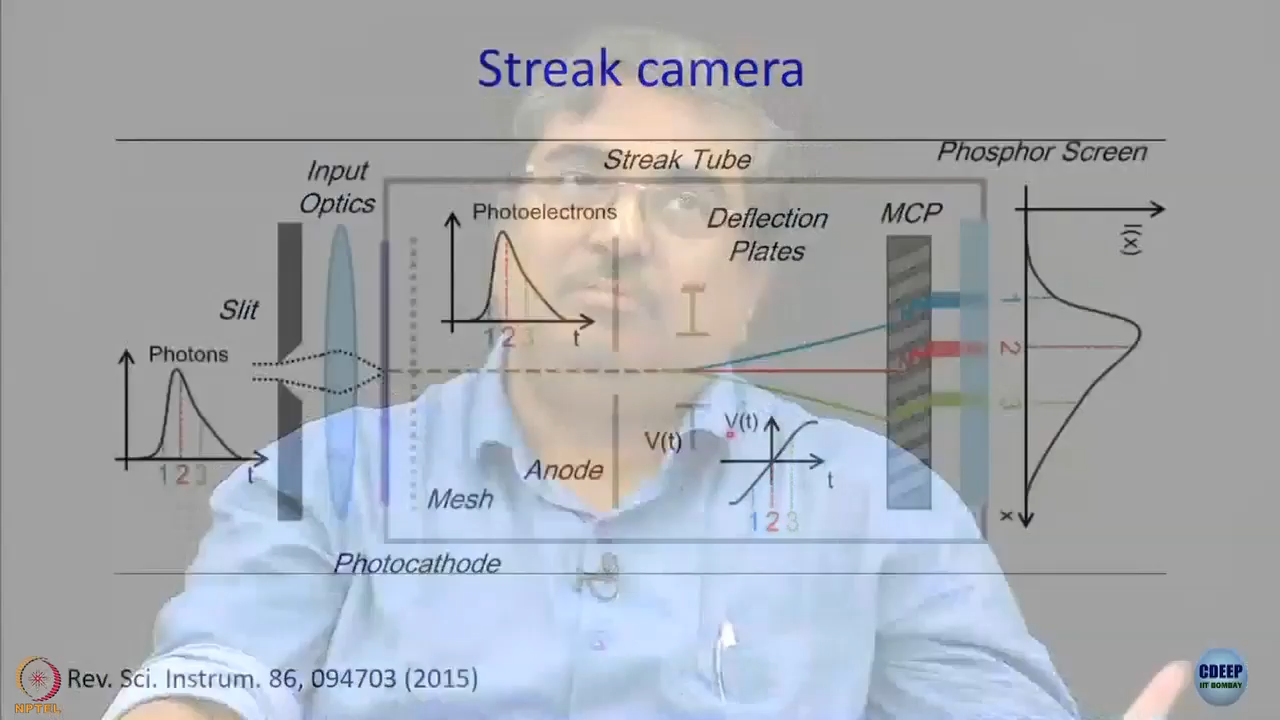 Streak camera
Streak Tube
Phosphor Screen
Input
Optics
Photoelectrons
Deflection
Plates
MCP
I(x)
Slit
Photons
1 2 3
t
1 2 3
t
1
2
3
V(t)
V(t)
t
1 2 3
Anode
Mesh
x
Photocathode
Rev. Sci. Instrum. 86, 094703 (2015)
NPTEL
CDEEP
IIT BOMBAY